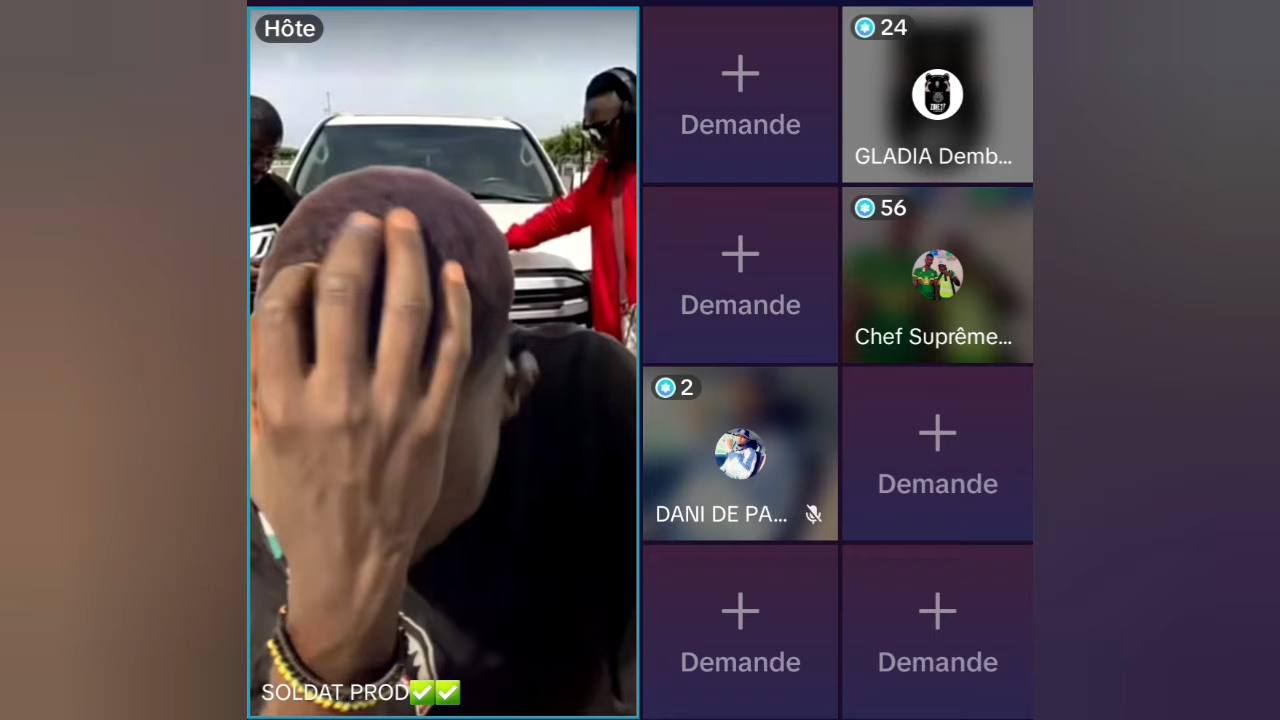 Hôte
SOLDAT PROD✅✅
Demande
24
GLADIA Demb...
Demande
56
Chef Suprême...
2
DANI DE PA...
Demande
Demande
Demande